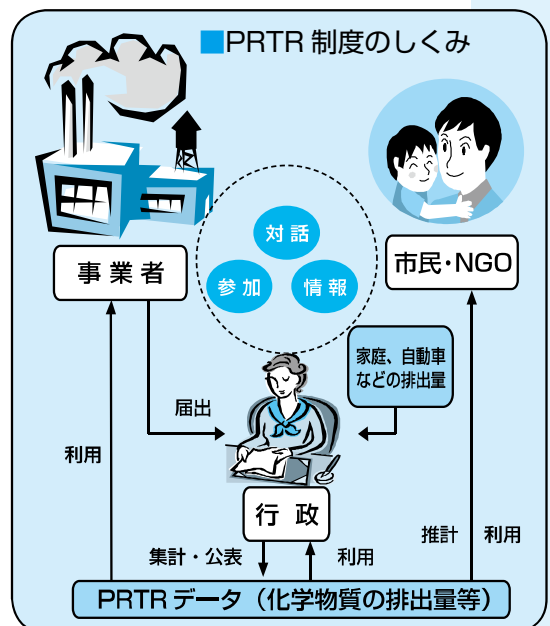 ■PRTR 制度のしくみ
対話
参加
情報
事業者
市民・NGO
家庭、自動車
などの排出量
届出
利用
行政
集計・公表
利用
推計
利用
PRTR データ（化学物質の排出量等）